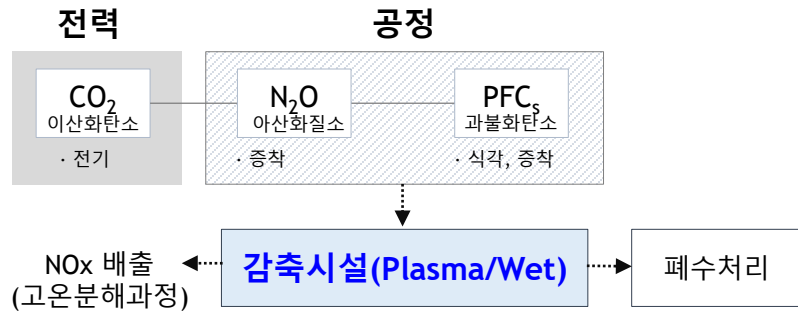 전력
공정
CO₂
이산화탄소
N₂O
아산화질소
PFCₛ
과불화탄소
· 전기
· 증착
· 식각, 증착
NOx 배출
(고온분해과정)
감축시설(Plasma/Wet)
폐수처리